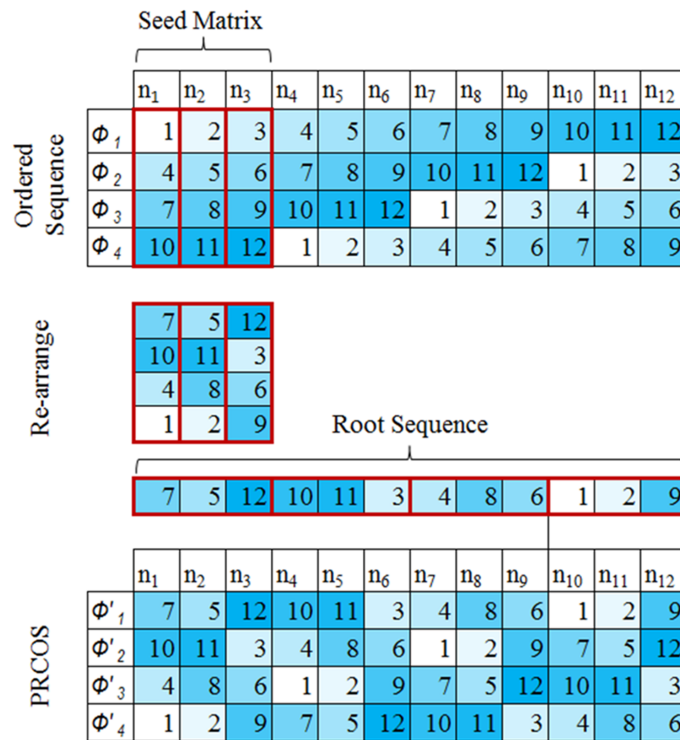 Seed Matrix
n1 n2 n3 n4 n5 n6 n7 n8 n9 n10 n11 n12
Ordered Sequence
Φ1 1 2 3 4 5 6 7 8 9 10 11 12
Φ2 4 5 6 7 8 9 10 11 12 1 2 3
Φ3 7 8 9 10 11 12 1 2 3 4 5 6
Φ4 10 11 12 1 2 3 4 5 6 7 8 9
Re-arrange
7 5 12
10 11 3
4 8 6
1 2 9
Root Sequence
7 5 12 10 11 3 4 8 6 1 2 9
n1 n2 n3 n4 n5 n6 n7 n8 n9 n10 n11 n12
PRCOS
Φ'1 7 5 12 10 11 3 4 8 6 1 2 9
Φ'2 10 11 3 4 8 6 1 2 9 7 5 12
Φ'3 4 8 6 1 2 9 7 5 12 10 11 3
Φ'4 1 2 9 7 5 12 10 11 3 4 8 6